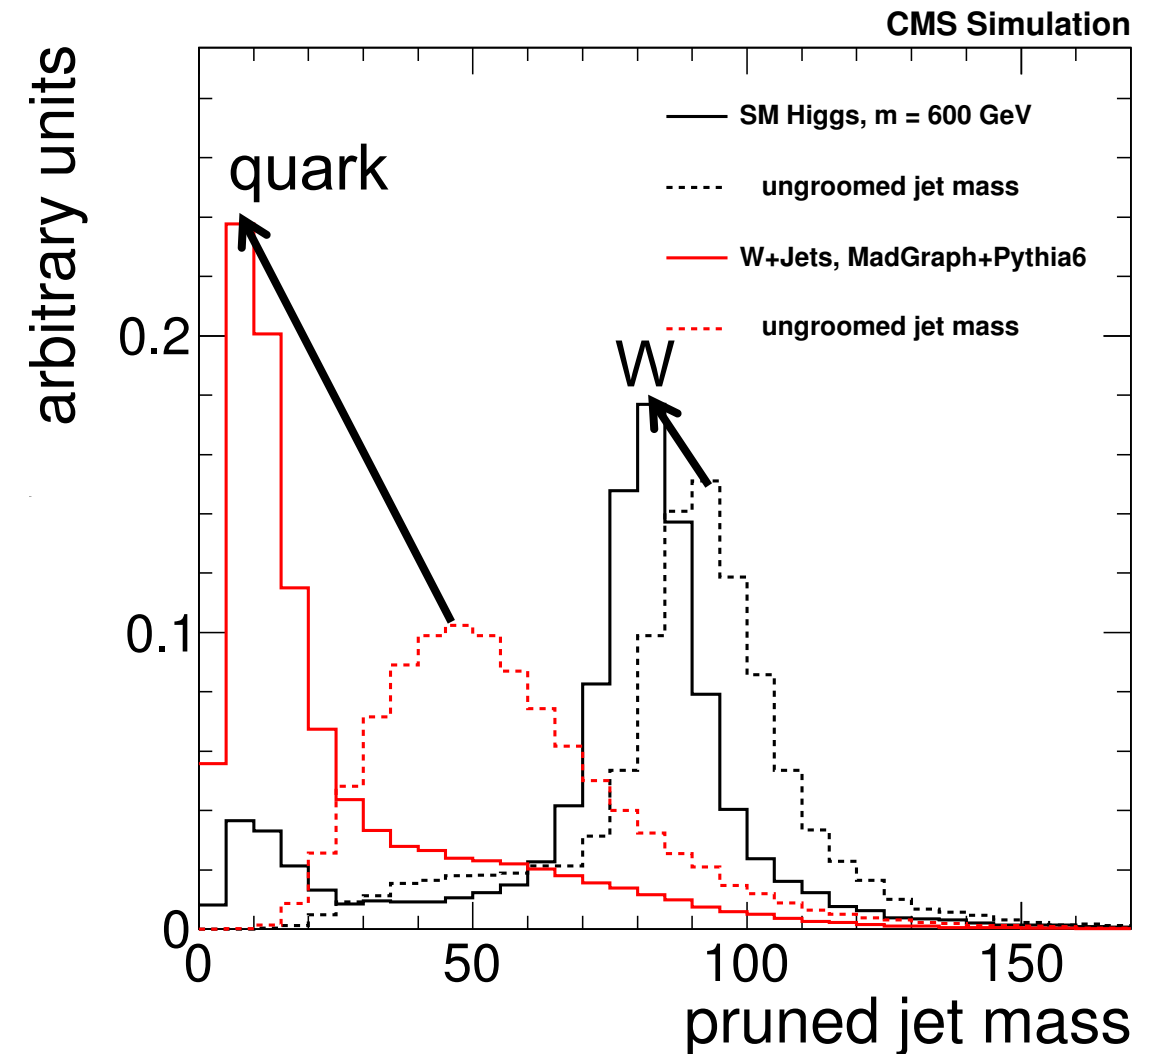 CMS Simulation
arbitrary units
SM Higgs, m = 600 GeV
ungroomed jet mass
W+Jets, MadGraph+Pythia6
ungroomed jet mass
quark
W
0.2
0.1
0
0 50 100 150
pruned jet mass